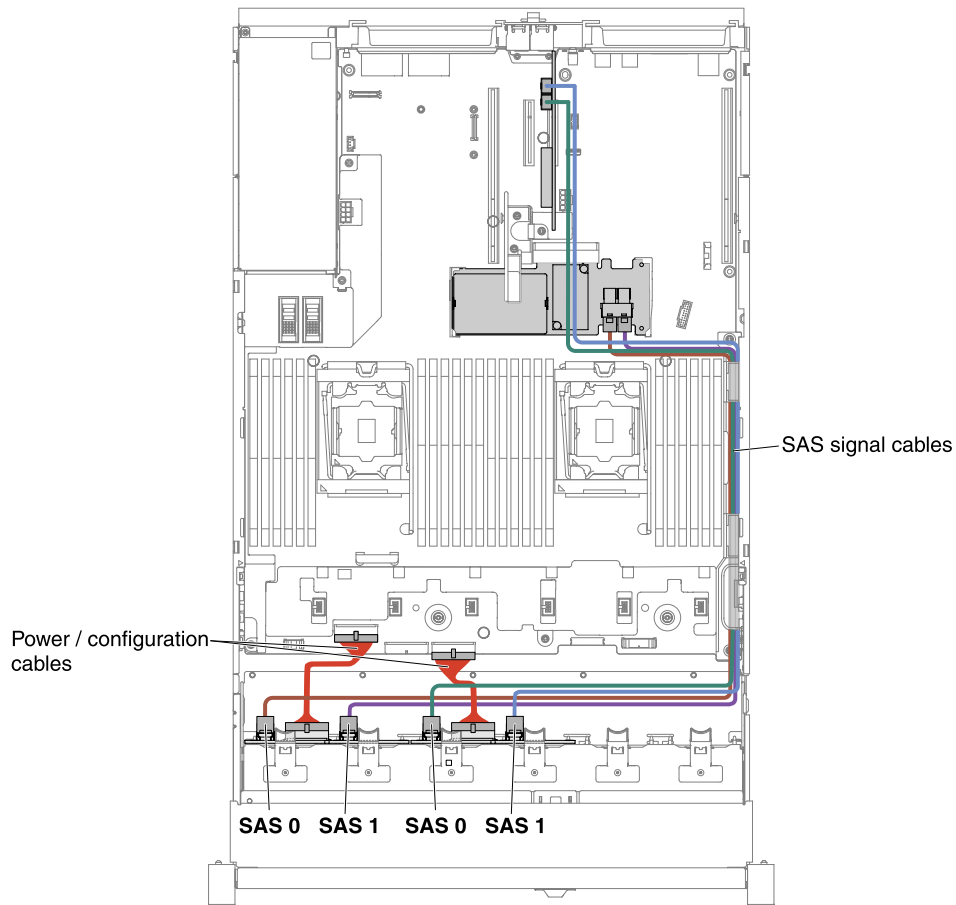 SAS signal cables
Power / configuration
cables
SAS 0 SAS 1 SAS 0 SAS 1